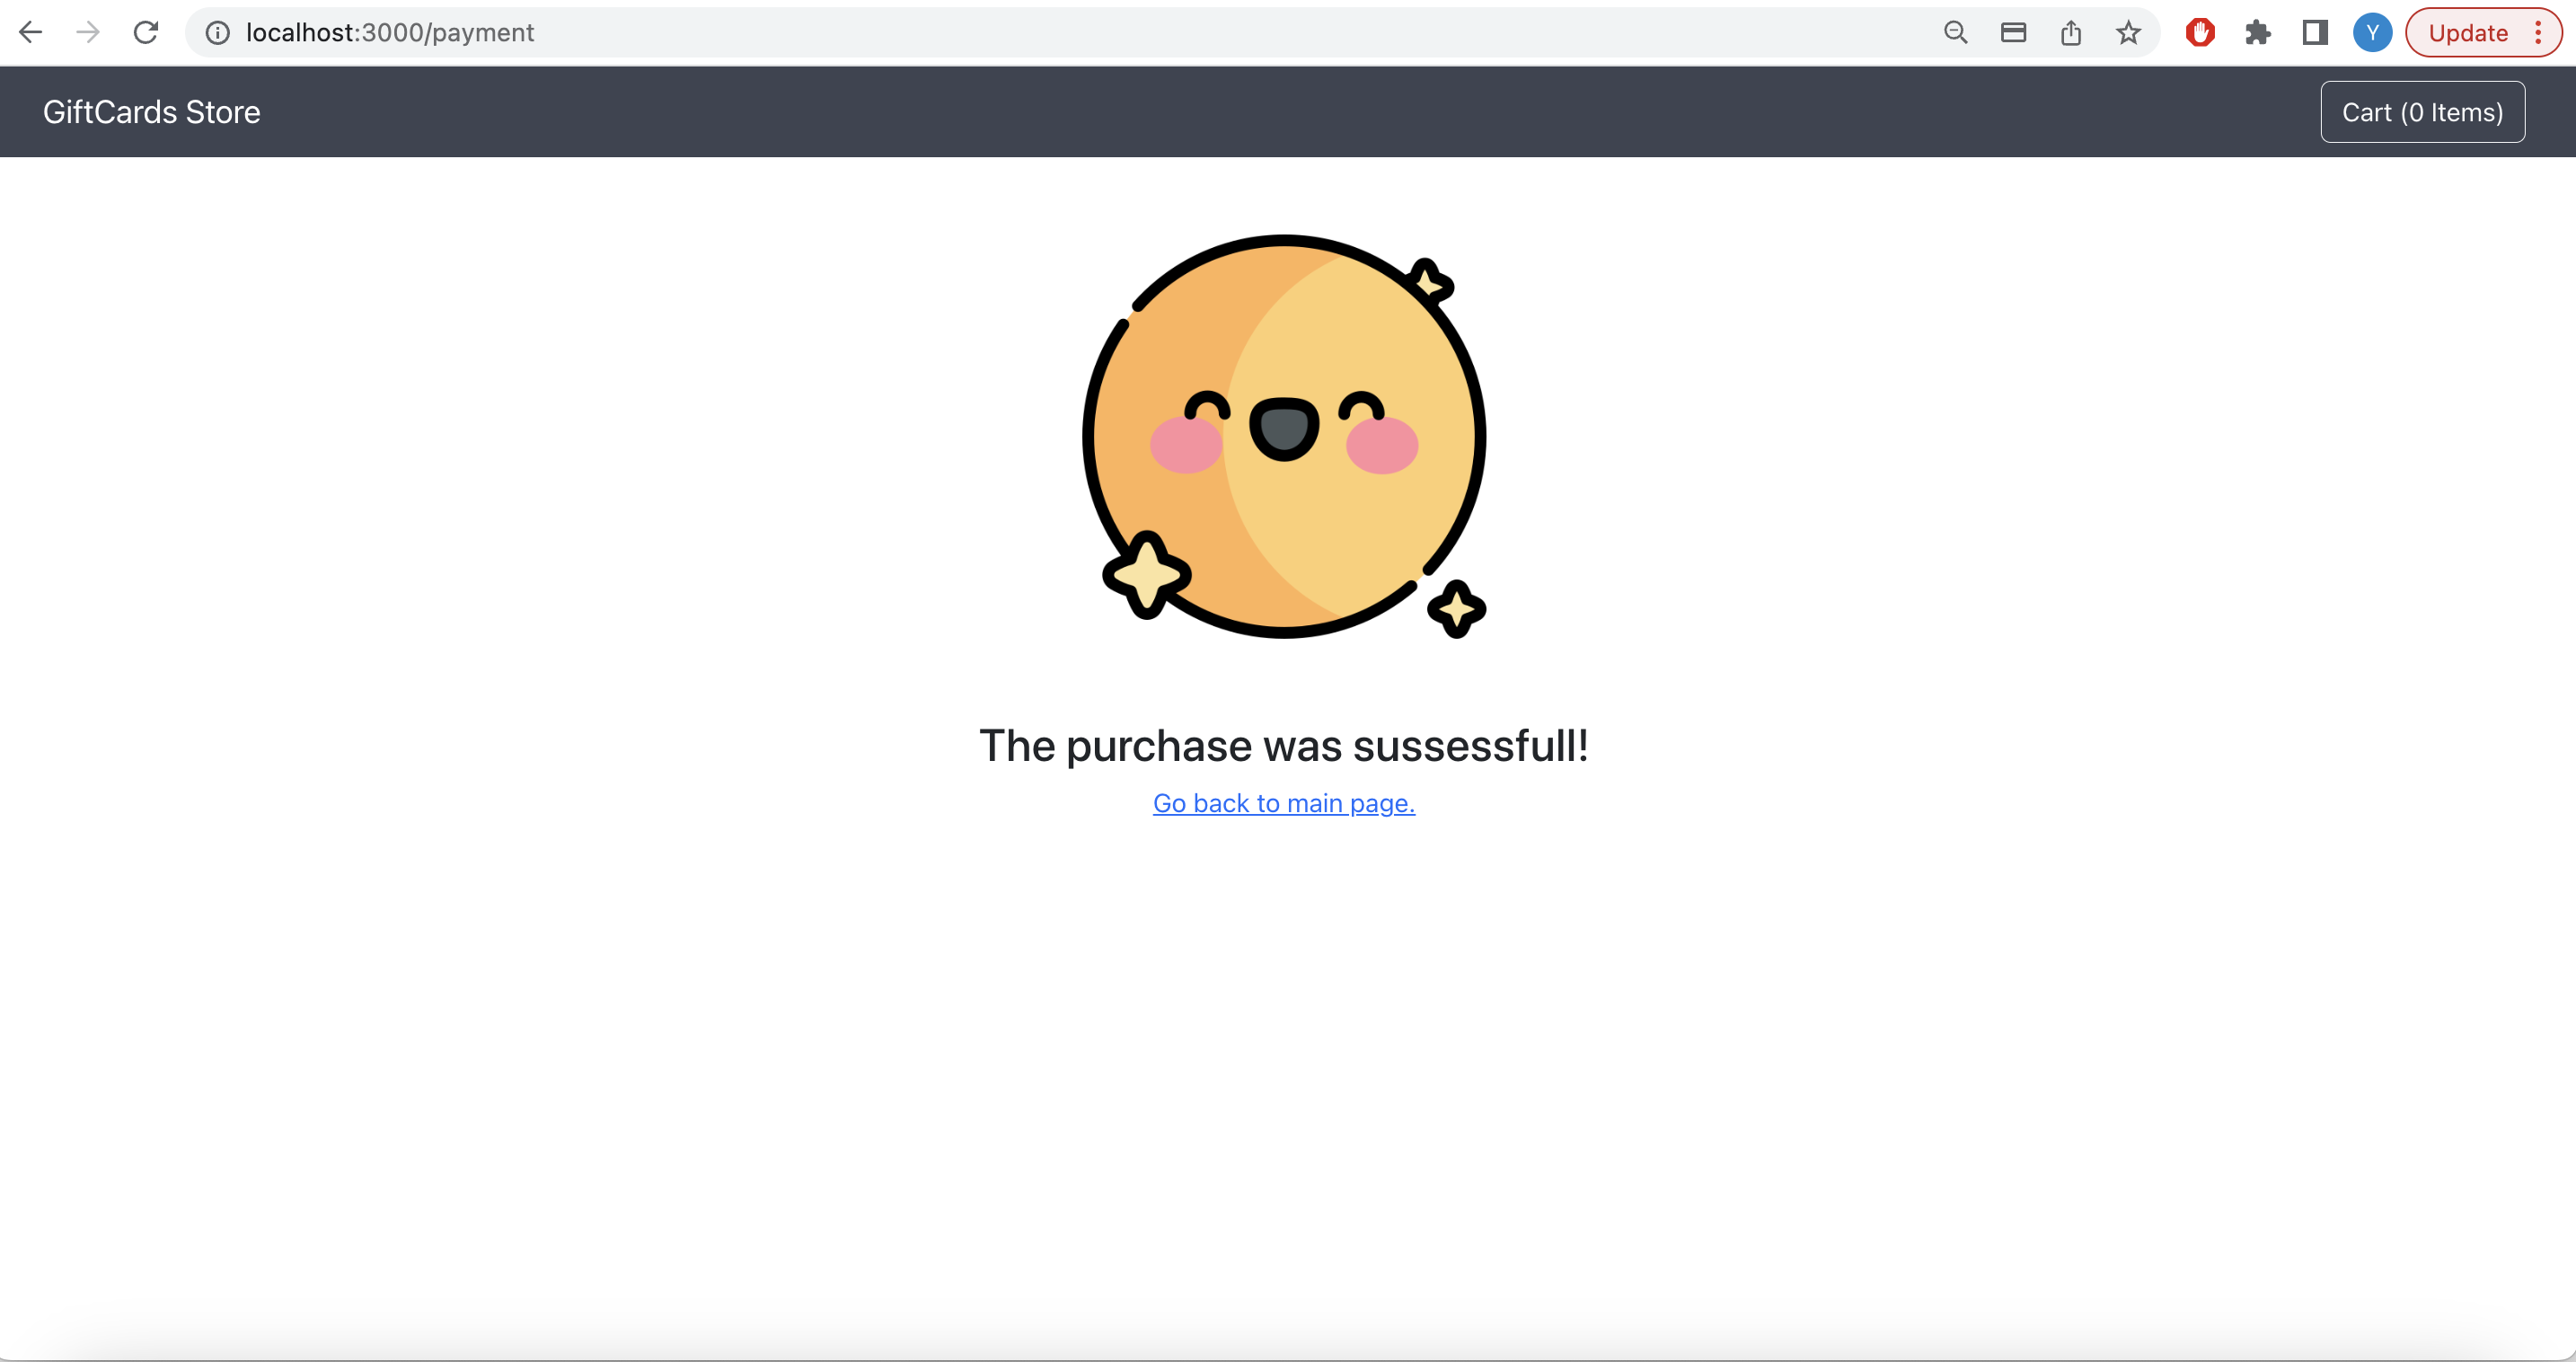 localhost:3000/payment
Y
Update
GiftCards Store
Cart (0 Items)
The purchase was sussessfull!
Go back to main page.